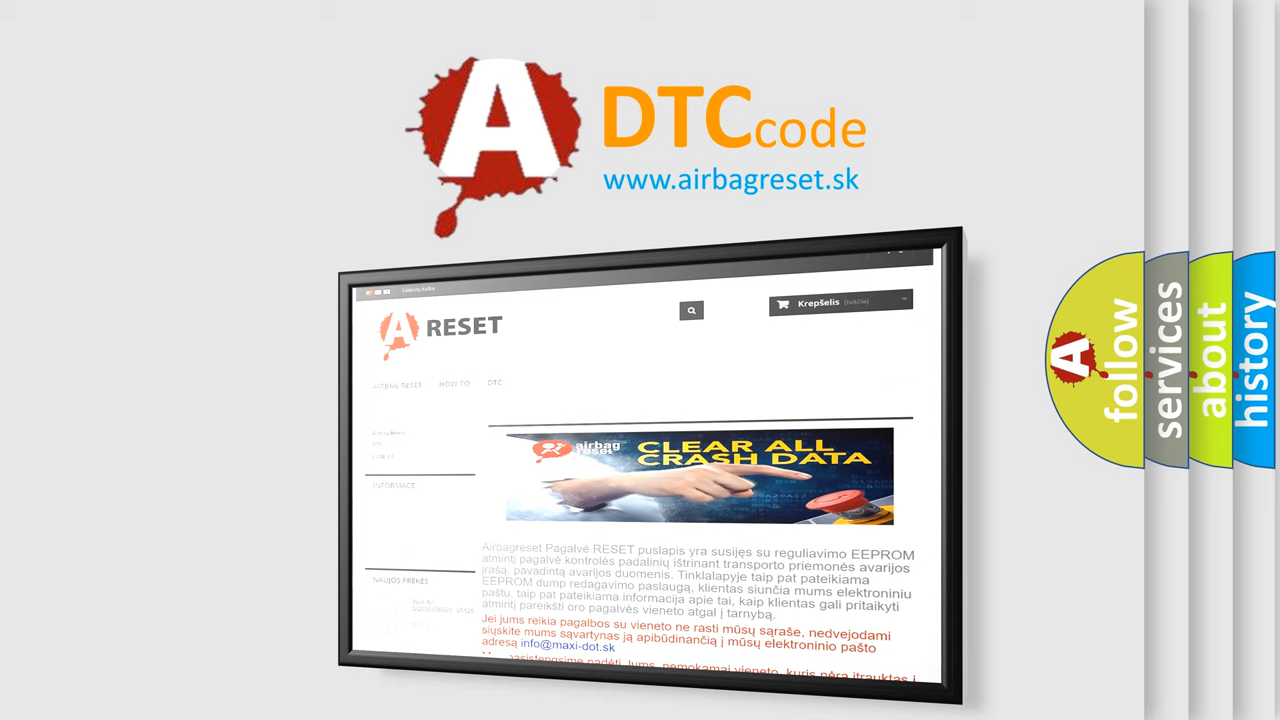 A DTCcode
www.airbagreset.sk
Lietuvių kalba
A RESET
Krepšelis (tuščia)
AIRBAG RESET HOW TO DTC
INFORMACE
airbag
reset
CLEAR ALL
CRASH DATA
Airbagreset Pagalvė RESET puslapis yra susijęs su reguliavimo EEPROM
atmintį pagalvė kontrolės padalinių ištrinant transporto priemonės avarijos
įrašą, pavadintą avarijos duomenis. Tinklalapyje taip pat pateikiama
EEPROM dump redagavimo paslaugą, klientas siunčia mums elektroniniu
paštu, taip pat pateikiama informacija apie tai, kaip klientas gali pritaikyti
atmintį pareikšti oro pagalvės vieneto atgal į tarnybą.
Jei jums reikia pagalbos su vieneto ne rasti mūsų sąraše, nedvejodami
siųskite mums sąvartynas ją apibūdinančią į mūsų elektroninio pašto
adresą info@maxi-dot.sk
NAUJOS PREKĖS
A follow
services
about
history